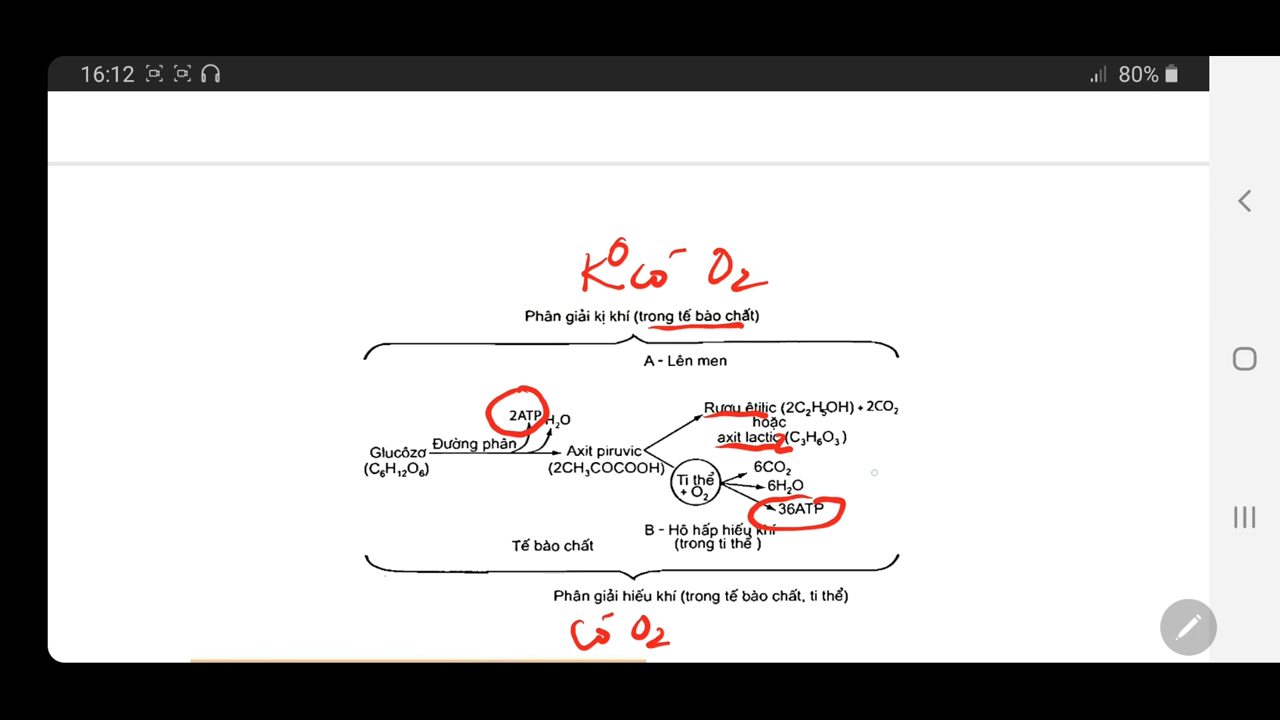 16:12
80%
K⁰ có O2
Phân giải kị khí (trong tế bào chất)
A - Lên men
2ATP
H₂O
Rượu êtilic (2C₂H₅OH) + 2CO₂
hoặc
axit lactic (C₃H₆O₃)
2
Đường phân
Glucôzơ
(C₆H₁₂O₆)
Axit piruvic
(2CH₃COCOOH)
Ti thể
+ O₂
6CO₂
6H₂O
36ATP
B - Hô hấp hiếu khí
(trong ti thể )
Tế bào chất
Phân giải hiếu khí (trong tế bào chất, ti thể)
Có O2